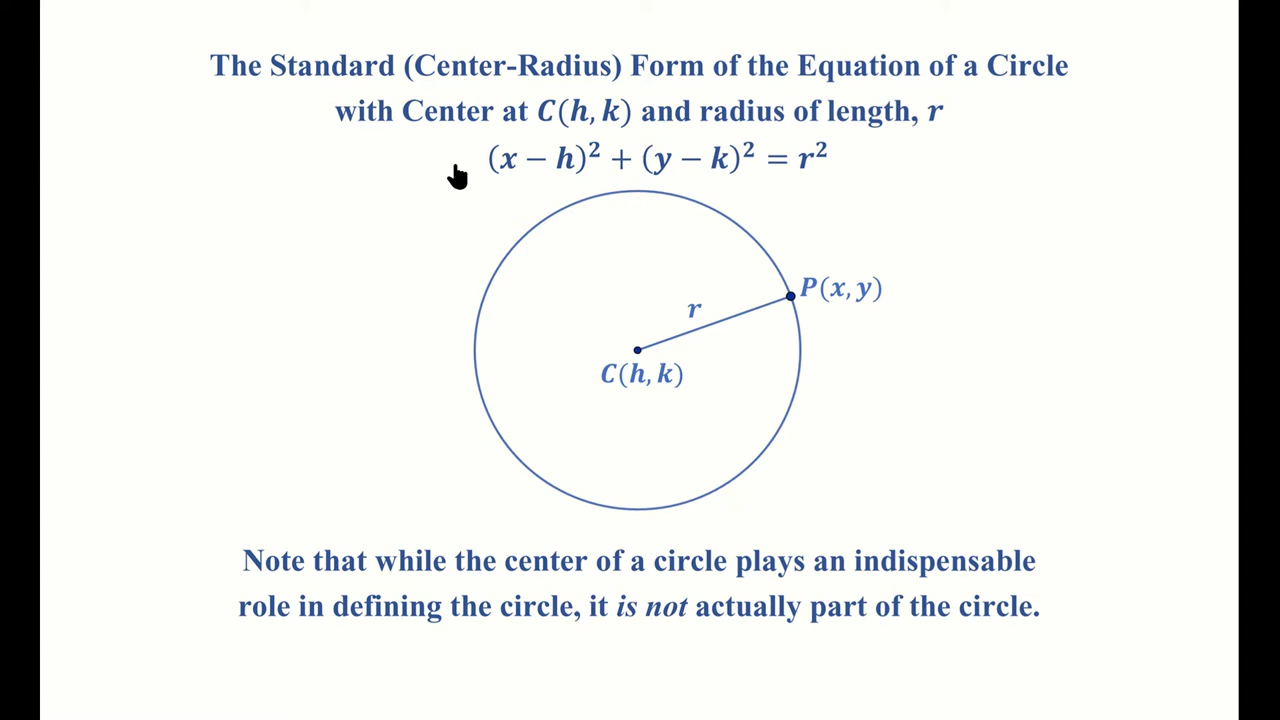 The Standard (Center-Radius) Form of the Equation of a Circle
with Center at C(h, k) and radius of length, r
(x − h)² + (y − k)² = r²
P(x, y)
r
C(h, k)
Note that while the center of a circle plays an indispensable
role in defining the circle, it is not actually part of the circle.